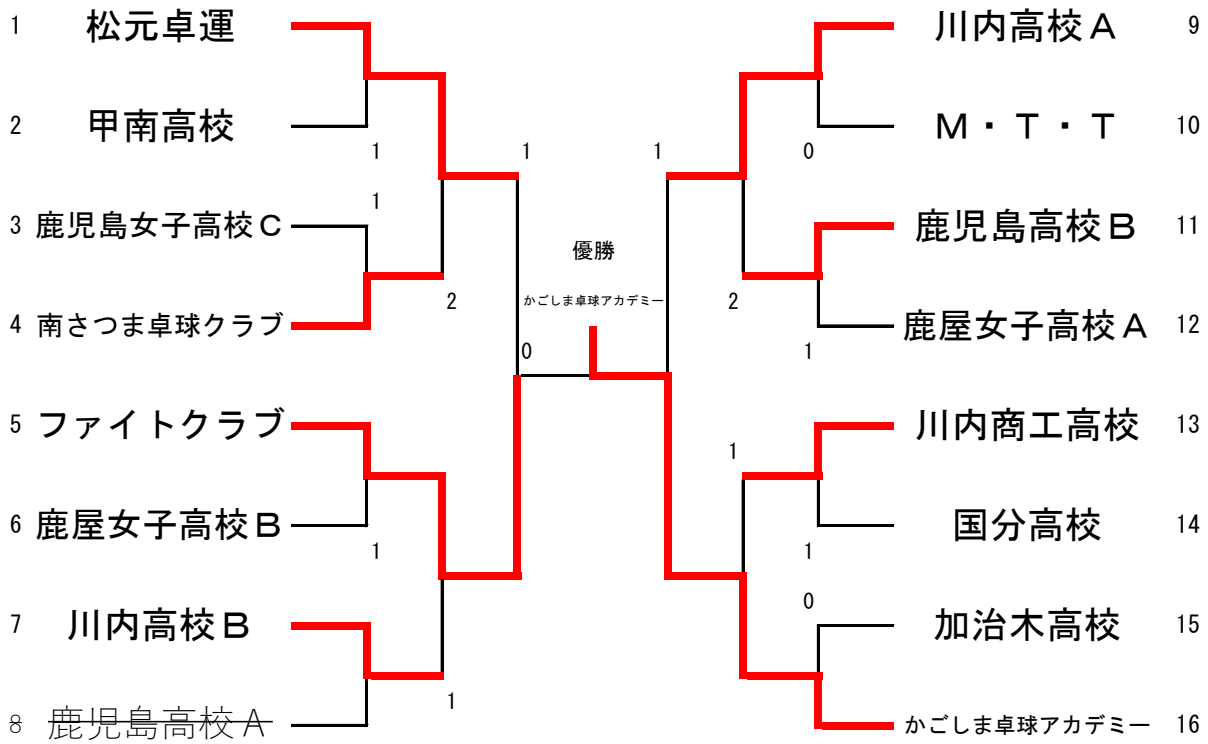 1 松元卓運
2 甲南高校
1
1
3 鹿児島女子高校C
2
4 南さつま卓球クラブ
5 ファイトクラブ
6 鹿屋女子高校B
1
7 川内高校B
1
8 鹿児島高校A
1
優勝
かごしま卓球アカデミー
0
1
川内高校A 9
M・T・T 10
0
鹿児島高校B 11
2
鹿屋女子高校A 12
1
川内商工高校 13
1
国分高校 14
1
0
加治木高校 15
かごしま卓球アカデミー 16